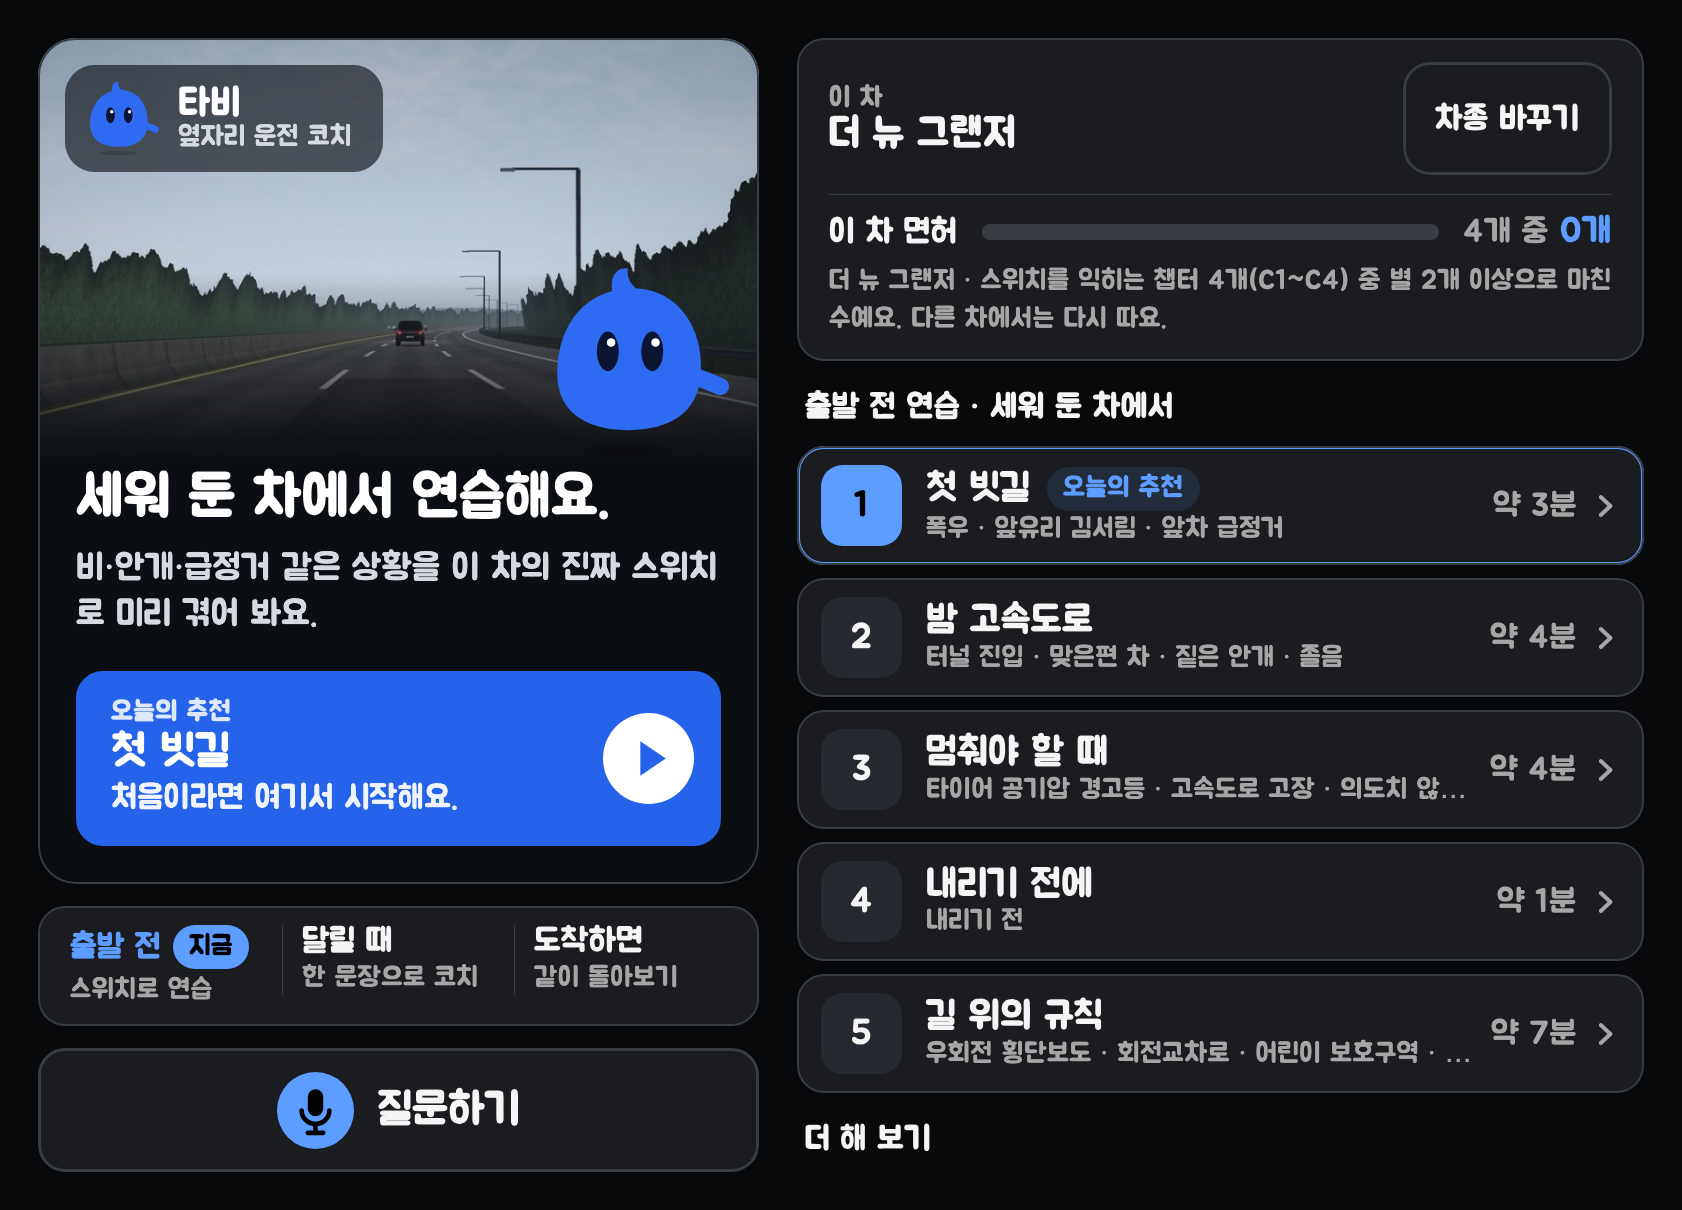 타비
옆자리 운전 코치
세워 둔 차에서 연습해요.
비·안개·급정거 같은 상황을 이 차의 진짜 스위치
로 미리 겪어 봐요.
오늘의 추천
첫 빗길
처음이라면 여기서 시작해요.
출발 전 지금
스위치로 연습
달릴 때
한 문장으로 코치
도착하면
같이 돌아보기
질문하기
이 차
더 뉴 그랜저
차종 바꾸기
이 차 면허
4개 중 0개
더 뉴 그랜저 · 스위치를 익히는 챕터 4개(C1~C4) 중 별 2개 이상으로 마친
수예요. 다른 차에서는 다시 따요.
출발 전 연습 · 세워 둔 차에서
1
첫 빗길 오늘의 추천
폭우 · 앞유리 김서림 · 앞차 급정거
약 3분
2
밤 고속도로
터널 진입 · 맞은편 차 · 짙은 안개 · 졸음
약 4분
3
멈춰야 할 때
타이어 공기압 경고등 · 고속도로 고장 · 의도치 않...
약 4분
4
내리기 전에
내리기 전
약 1분
5
길 위의 규칙
우회전 횡단보도 · 회전교차로 · 어린이 보호구역 · ...
약 7분
더 해 보기